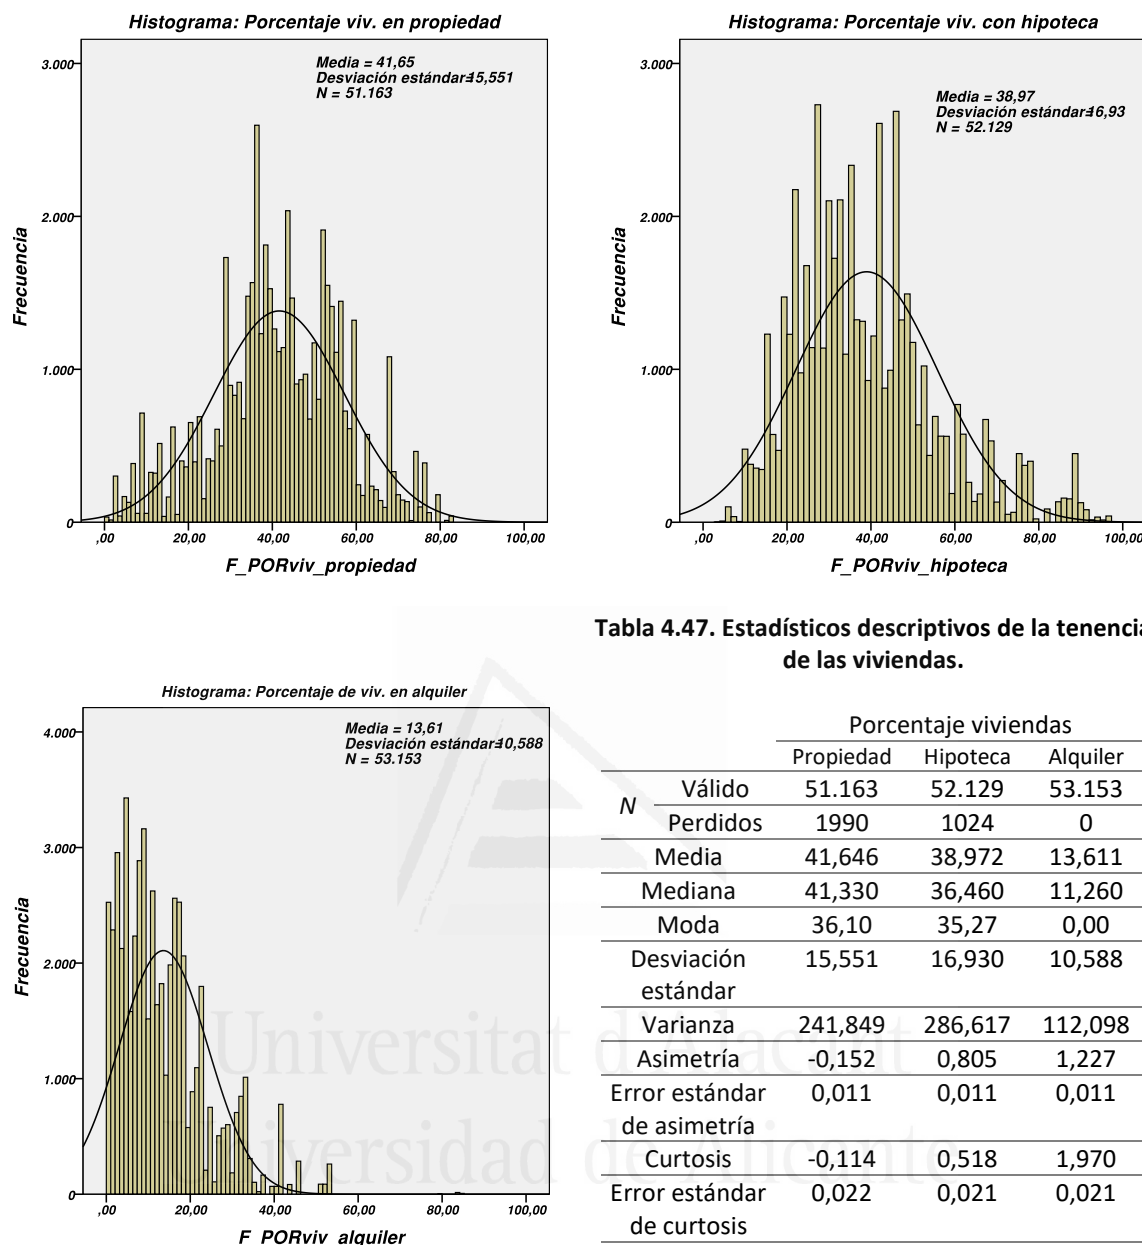 Histograma: Porcentaje viv. en propiedad
Media = 41,65
Desviación estándar=15,551
N = 51.163
3.000
2.000
1.000
0
Frecuencia
,00 20,00 40,00 60,00 80,00 100,00
F_PORviv_propiedad
Histograma: Porcentaje viv. con hipoteca
Media = 38,97
Desviación estándar=16,93
N = 52.129
3.000
2.000
1.000
0
Frecuencia
,00 20,00 40,00 60,00 80,00 100,00
F_PORviv_hipoteca
Histograma: Porcentaje de viv. en alquiler
Media = 13,61
Desviación estándar=10,588
N = 53.153
4.000
3.000
2.000
1.000
0
Frecuencia
,00 20,00 40,00 60,00 80,00 100,00
F_PORviv_alquiler
Tabla 4.47. Estadísticos descriptivos de la tenencia
de las viviendas.
Porcentaje viviendas
Propiedad Hipoteca Alquiler
N Válido 51.163 52.129 53.153
Perdidos 1990 1024 0
Media 41,646 38,972 13,611
Mediana 41,330 36,460 11,260
Moda 36,10 35,27 0,00
Desviación 15,551 16,930 10,588
estándar
Varianza 241,849 286,617 112,098
Asimetría -0,152 0,805 1,227
Error estándar 0,011 0,011 0,011
de asimetría
Curtosis -0,114 0,518 1,970
Error estándar 0,022 0,021 0,021
de curtosis
Universitat d'Alacant
Universidad de Alicante